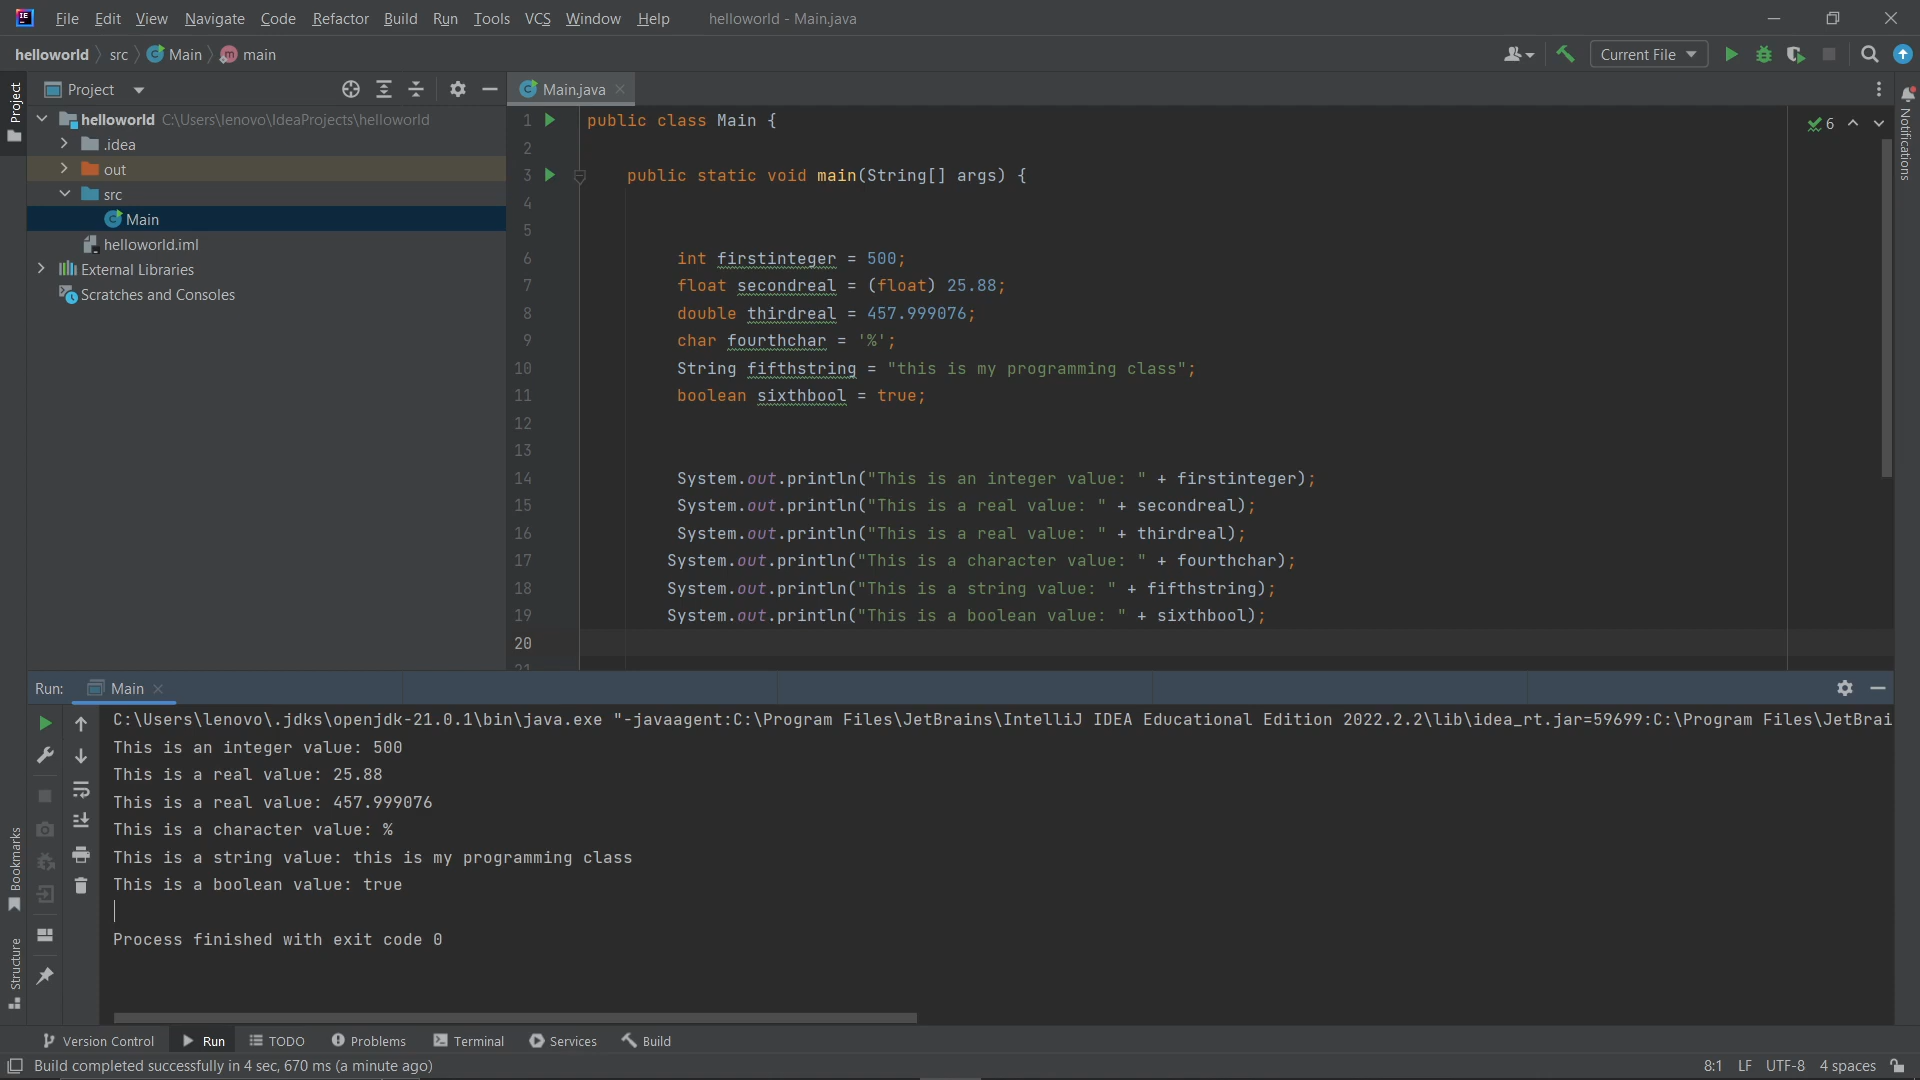 File Edit View Navigate Code Refactor Build Run Tools VCS Window Help helloworld - Main.java
helloworld src Main main Current File
Project
Project
Main.java
Notifications
helloworld C:\Users\lenovo\IdeaProjects\helloworld
.idea
out
src
Main
helloworld.iml
External Libraries
Scratches and Consoles
6
1 public class Main {
2
3 public static void main(String[] args) {
4
5
6 int firstinteger = 500;
7 float secondreal = (float) 25.88;
8 double thirdreal = 457.999076;
9 char fourthchar = '%';
10 String fifthstring = "this is my programming class";
11 boolean sixthbool = true;
12
13
14 System.out.println("This is an integer value: " + firstinteger);
15 System.out.println("This is a real value: " + secondreal);
16 System.out.println("This is a real value: " + thirdreal);
17 System.out.println("This is a character value: " + fourthchar);
18 System.out.println("This is a string value: " + fifthstring);
19 System.out.println("This is a boolean value: " + sixthbool);
20
21
Run: Main
C:\Users\lenovo\.jdks\openjdk-21.0.1\bin\java.exe "-javaagent:C:\Program Files\JetBrains\IntelliJ IDEA Educational Edition 2022.2.2\lib\idea_rt.jar=59699:C:\Program Files\JetBrai
This is an integer value: 500
This is a real value: 25.88
This is a real value: 457.999076
This is a character value: %
This is a string value: this is my programming class
This is a boolean value: true
Process finished with exit code 0
Bookmarks
Structure
Version Control Run TODO Problems Terminal Services Build
Build completed successfully in 4 sec, 670 ms (a minute ago) 8:1 LF UTF-8 4 spaces